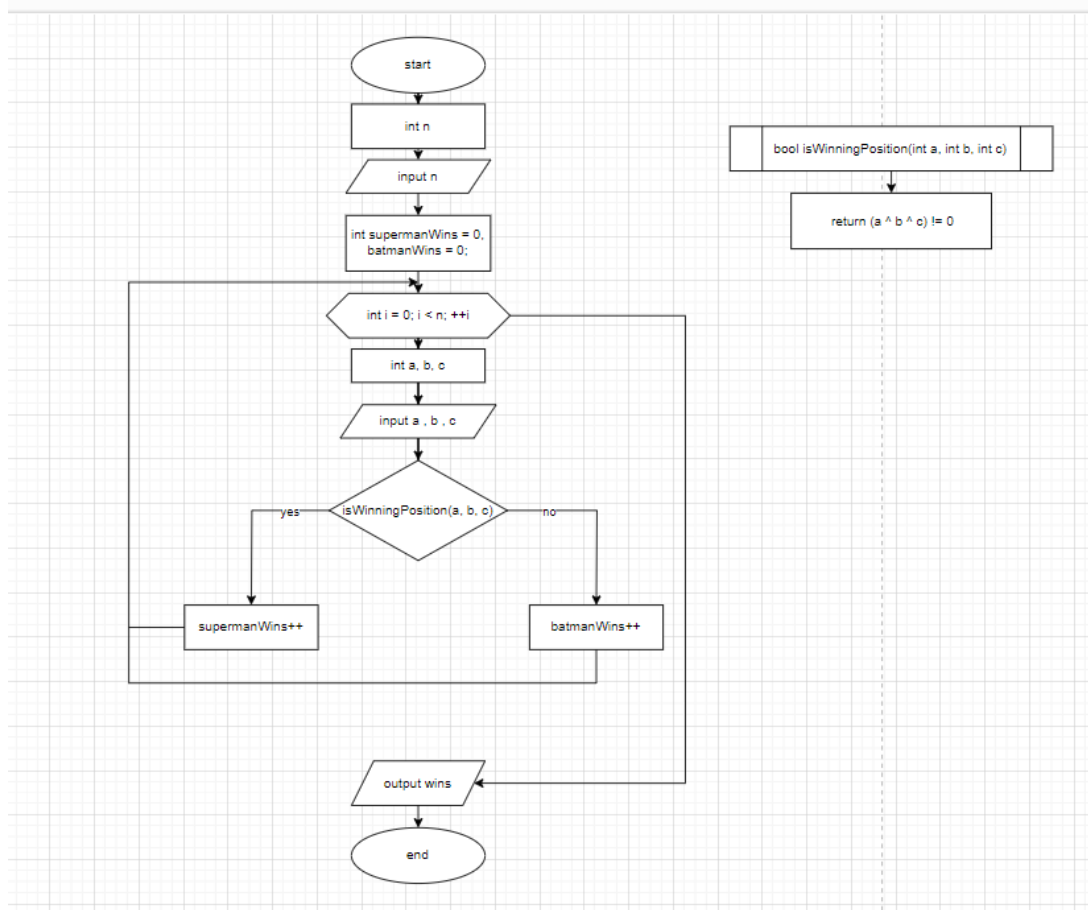 start
int n
input n
int supermanWins = 0,
batmanWins = 0;
int i = 0; i < n; ++i
int a, b, c
input a , b , c
isWinningPosition(a, b, c)
yes
no
supermanWins++
batmanWins++
output wins
end
bool isWinningPosition(int a, int b, int c)
return (a ^ b ^ c) != 0